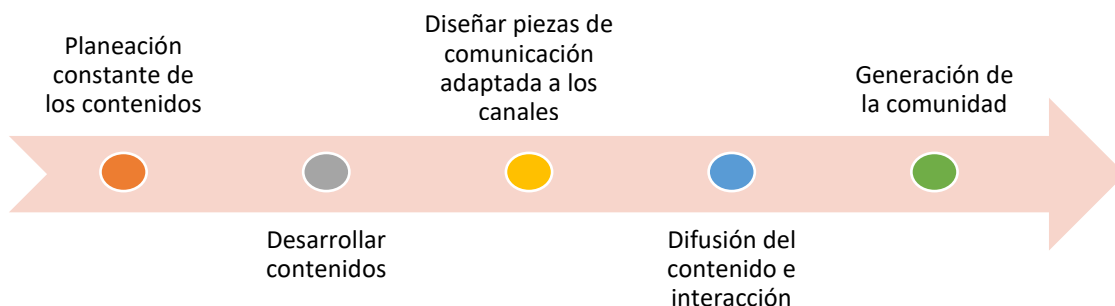 Planeación
constante de
los contenidos
Desarrollar
contenidos
Diseñar piezas de
comunicación
adaptada a los
canales
Difusión del
contenido e
interacción
Generación de
la comunidad